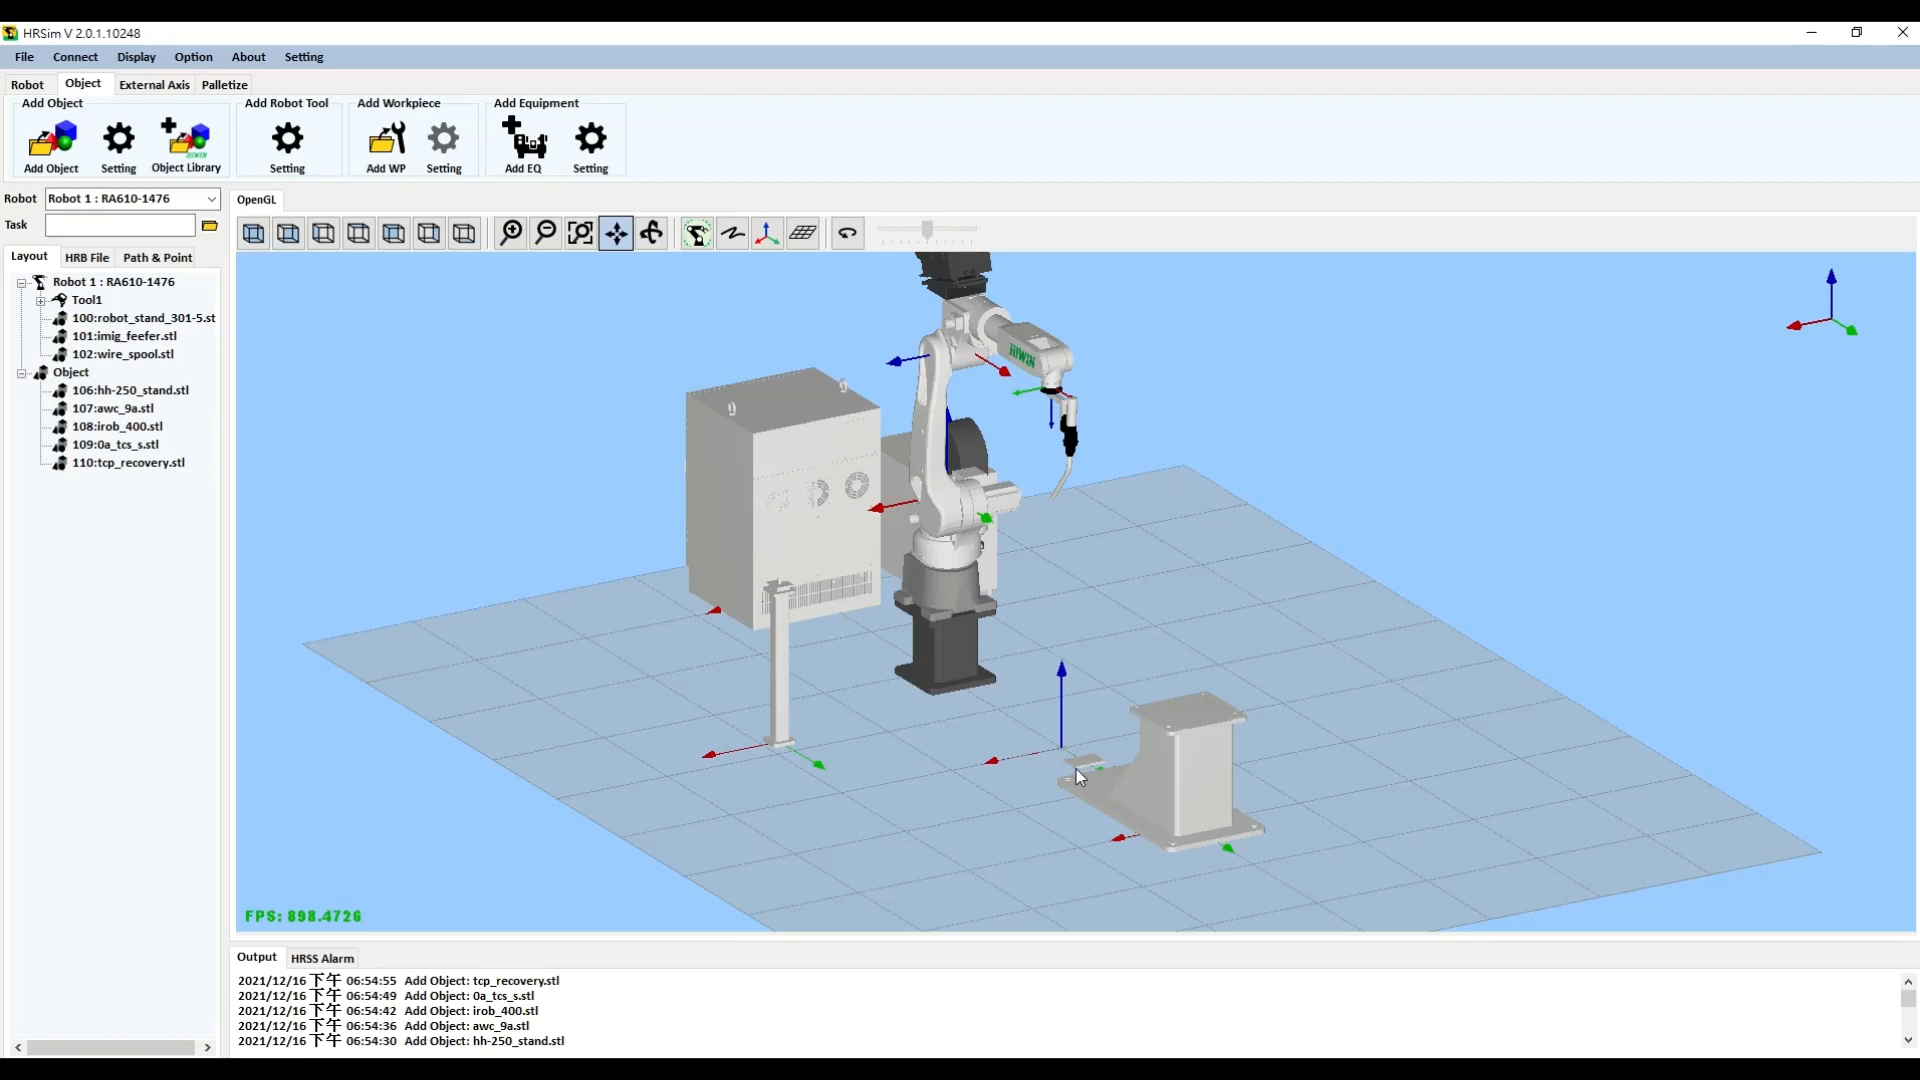 HRSim V 2.0.1.10248
File Connect Display Option About Setting
Robot Object External Axis Palletize
Add Object Add Robot Tool Add Workpiece Add Equipment
HIWIN
Add Object Setting Object Library Setting Add WP Setting Add EQ Setting
Robot Robot 1 : RA610-1476 OpenGL
Task
Layout HRB File Path & Point
Robot 1 : RA610-1476
Tool1
100:robot_stand_301-5.st
101:imig_feefer.stl
102:wire_spool.stl
Object
106:hh-250_stand.stl
107:awc_9a.stl
108:irob_400.stl
109:0a_tcs_s.stl
110:tcp_recovery.stl
HIWIN
FPS: 898.4726
Output HRSS Alarm
2021/12/16 下午 06:54:55 Add Object: tcp_recovery.stl
2021/12/16 下午 06:54:49 Add Object: 0a_tcs_s.stl
2021/12/16 下午 06:54:42 Add Object: irob_400.stl
2021/12/16 下午 06:54:36 Add Object: awc_9a.stl
2021/12/16 下午 06:54:30 Add Object: hh-250_stand.stl